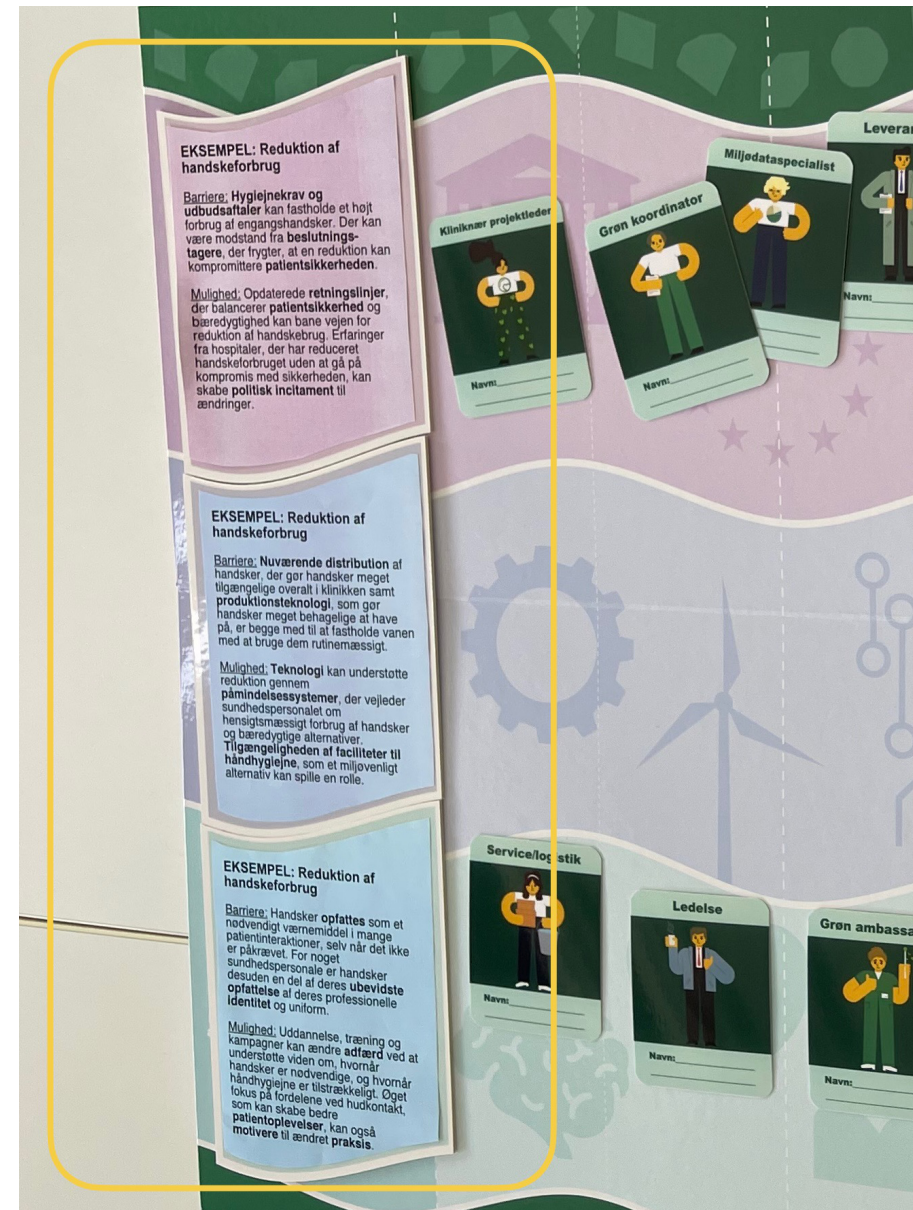 EKSEMPEL: Reduktion af
handskeforbrug
Barriere: Hygiejnekrav og
udbudsaftaler kan fastholde et højt
forbrug af engangshandsker. Der kan
være modstand fra beslutnings-
tagere, der frygter, at en reduktion kan
kompromittere patientsikkerheden.
Mulighed: Opdaterede retningslinjer,
der balancerer patientsikkerhed og
bæredygtighed kan bane vejen for
reduktion af handskebrug. Erfaringer
fra hospitaler, der har reduceret
handskeforbruget uden at gå på
kompromis med sikkerheden, kan
skabe politisk incitament til
ændringer.
EKSEMPEL: Reduktion af
handskeforbrug
Barriere: Nuværende distribution af
handsker, der gør handsker meget
tilgængelige overalt i klinikken samt
produktionsteknologi, som gør
handsker meget behagelige at have
på, er begge med til at fastholde vanen
med at bruge dem rutinemæssigt.
Mulighed: Teknologi kan understøtte
reduktion gennem
påmindelsessystemer, der vejleder
sundhedspersonalet om
hensigtsmæssigt forbrug af handsker
og bæredygtige alternativer.
Tilgængeligheden af faciliteter til
håndhygiejne, som et miljøvenligt
alternativ kan spille en rolle.
EKSEMPEL: Reduktion af
handskeforbrug
Barriere: Handsker opfattes som et
nødvendigt værnemiddel i mange
patientinteraktioner, selv når det ikke
er påkrævet. For noget
sundhedspersonale er handsker
desuden en del af deres ubevidste
opfattelse af deres professionelle
identitet og uniform.
Mulighed: Uddannelse, træning og
kampagner kan ændre adfærd ved at
understøtte viden om, hvornår
handsker er nødvendige, og hvornår
håndhygiejne er tilstrækkeligt. Øget
fokus på fordelene ved hudkontakt,
som kan skabe bedre
patientoplevelser, kan også
motivere til ændret praksis.
Kliniknær projektleder
Navn:
Grøn koordinator
Navn:
Miljødataspecialist
Leveran
Navn:
Service/logistik
Navn:
Ledelse
Navn:
Grøn ambassa
Navn: